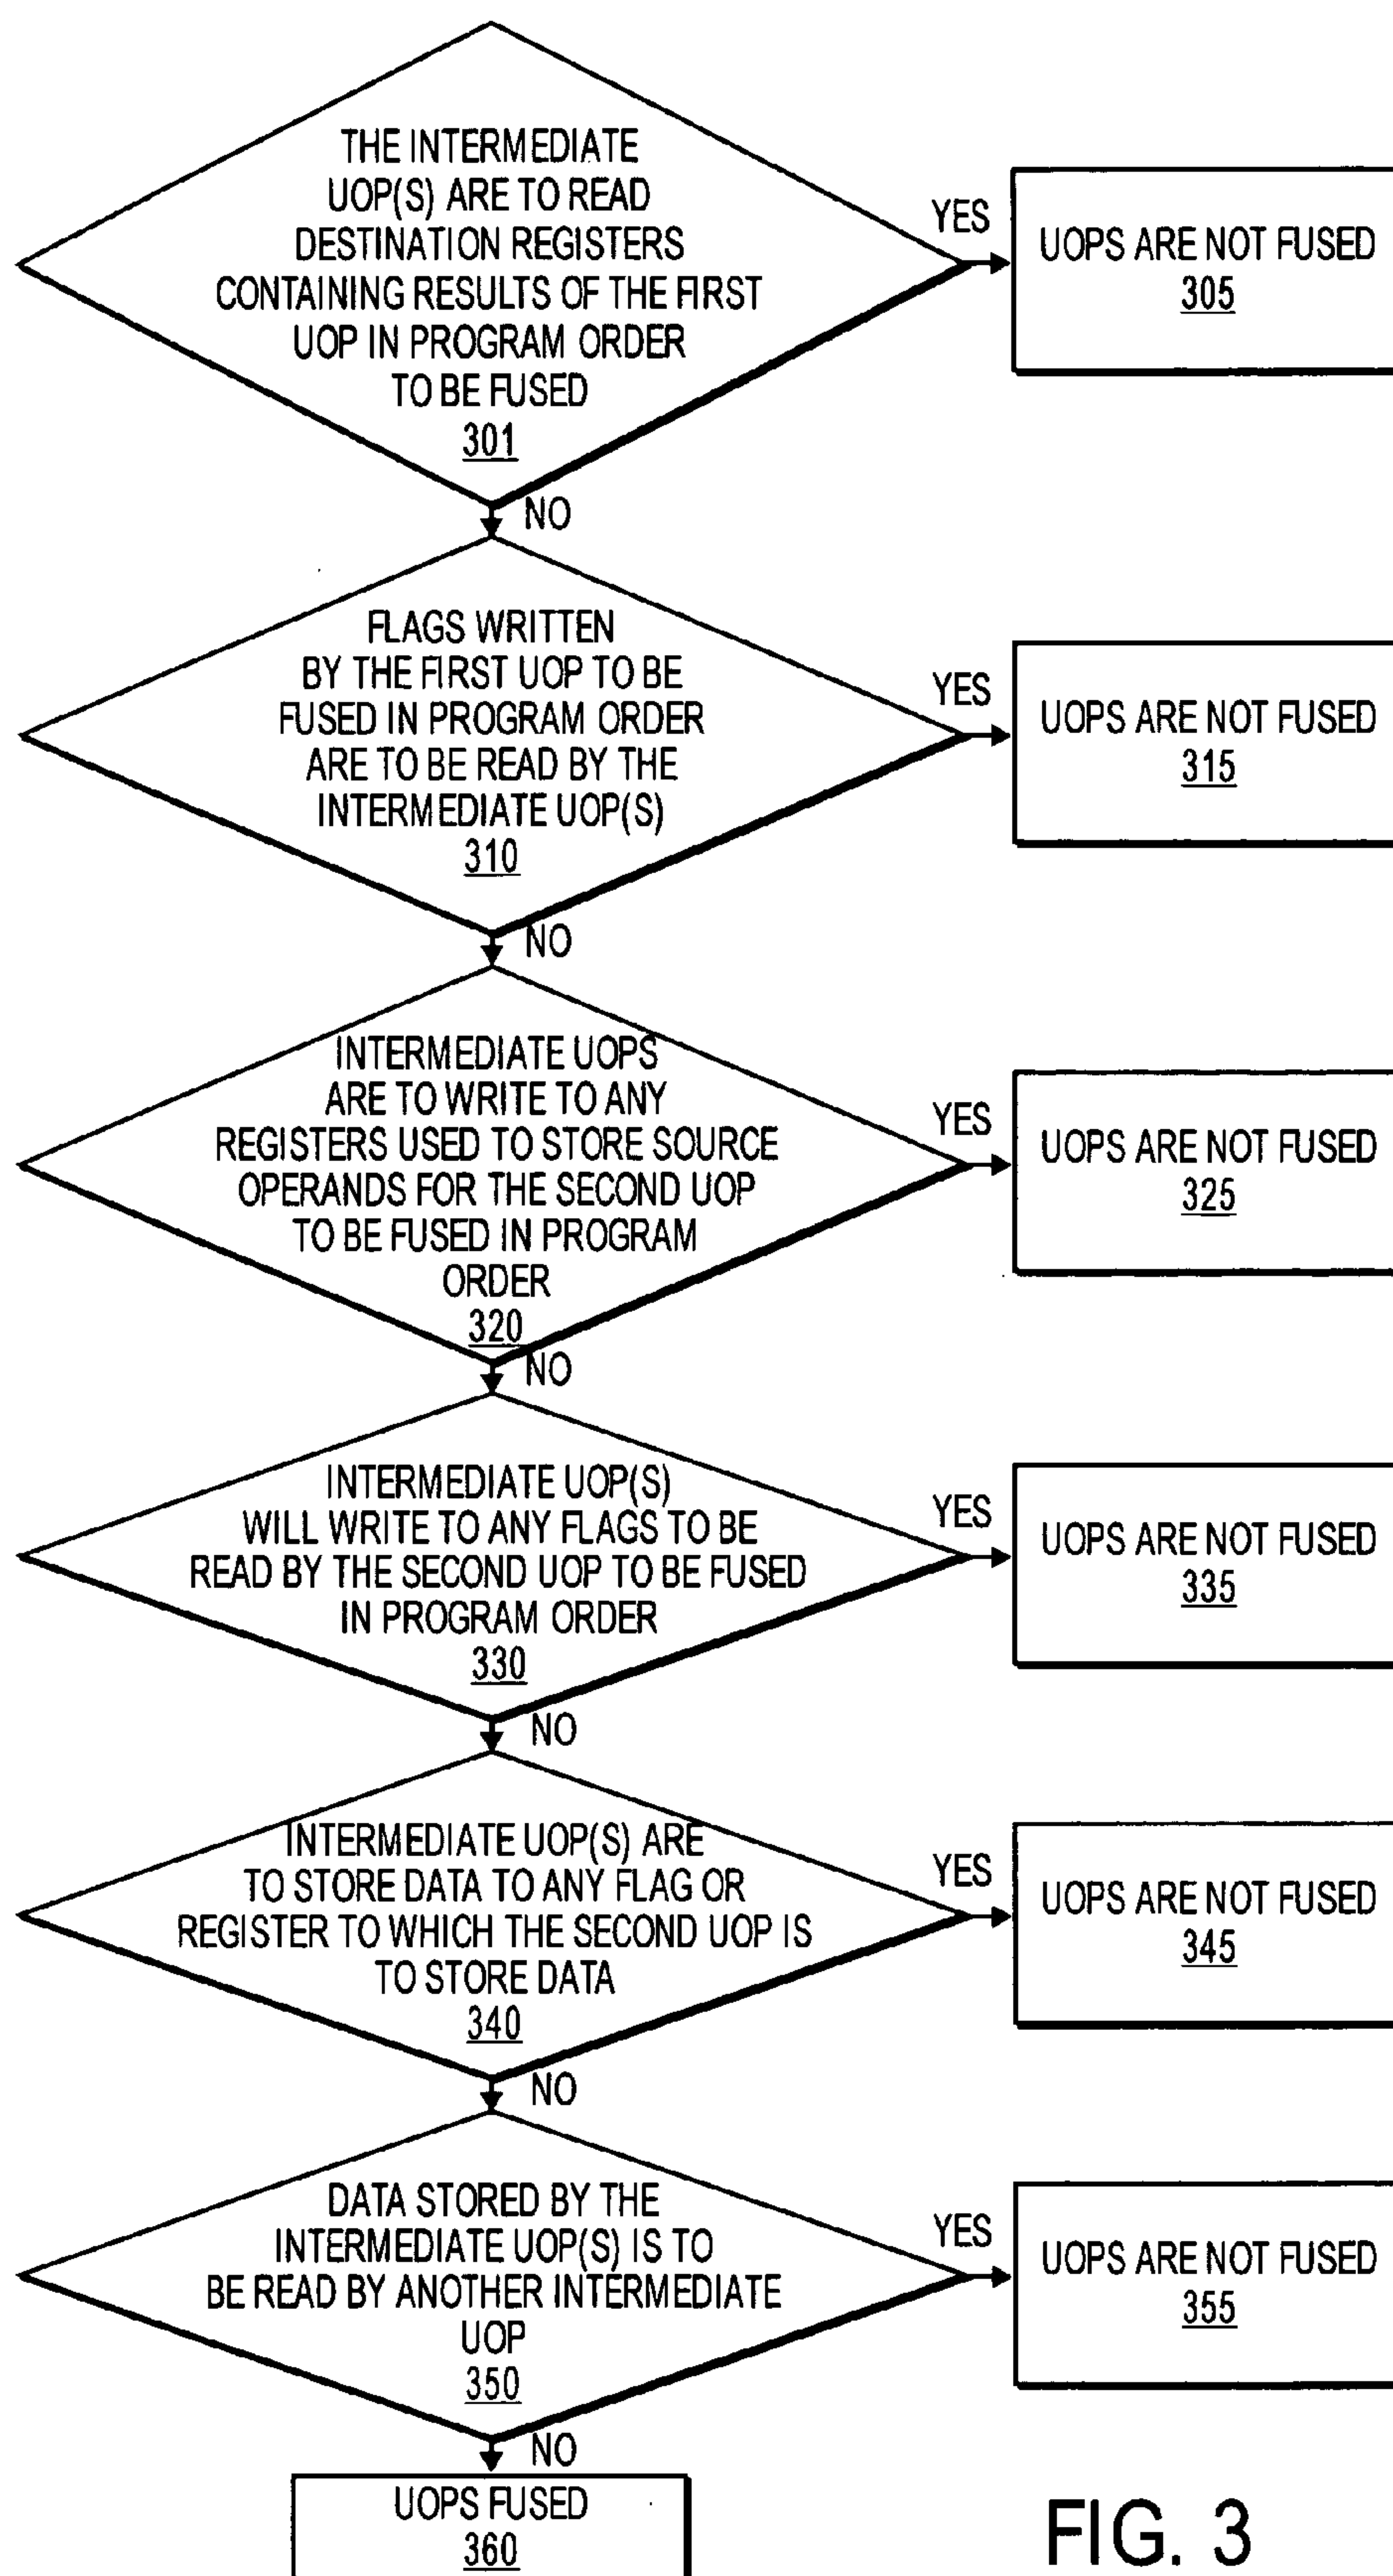 THE INTERMEDIATE
UOP(S) ARE TO READ
DESTINATION REGISTERS
CONTAINING RESULTS OF THE FIRST
UOP IN PROGRAM ORDER
TO BE FUSED
301
YES
UOPS ARE NOT FUSED
305
NO
FLAGS WRITTEN
BY THE FIRST UOP TO BE
FUSED IN PROGRAM ORDER
ARE TO BE READ BY THE
INTERMEDIATE UOP(S)
310
YES
UOPS ARE NOT FUSED
315
NO
INTERMEDIATE UOPS
ARE TO WRITE TO ANY
REGISTERS USED TO STORE SOURCE
OPERANDS FOR THE SECOND UOP
TO BE FUSED IN PROGRAM
ORDER
320
YES
UOPS ARE NOT FUSED
325
NO
INTERMEDIATE UOP(S)
WILL WRITE TO ANY FLAGS TO BE
READ BY THE SECOND UOP TO BE FUSED
IN PROGRAM ORDER
330
YES
UOPS ARE NOT FUSED
335
NO
INTERMEDIATE UOP(S) ARE
TO STORE DATA TO ANY FLAG OR
REGISTER TO WHICH THE SECOND UOP IS
TO STORE DATA
340
YES
UOPS ARE NOT FUSED
345
NO
DATA STORED BY THE
INTERMEDIATE UOP(S) IS TO
BE READ BY ANOTHER INTERMEDIATE
UOP
350
YES
UOPS ARE NOT FUSED
355
NO
UOPS FUSED
360
FIG. 3